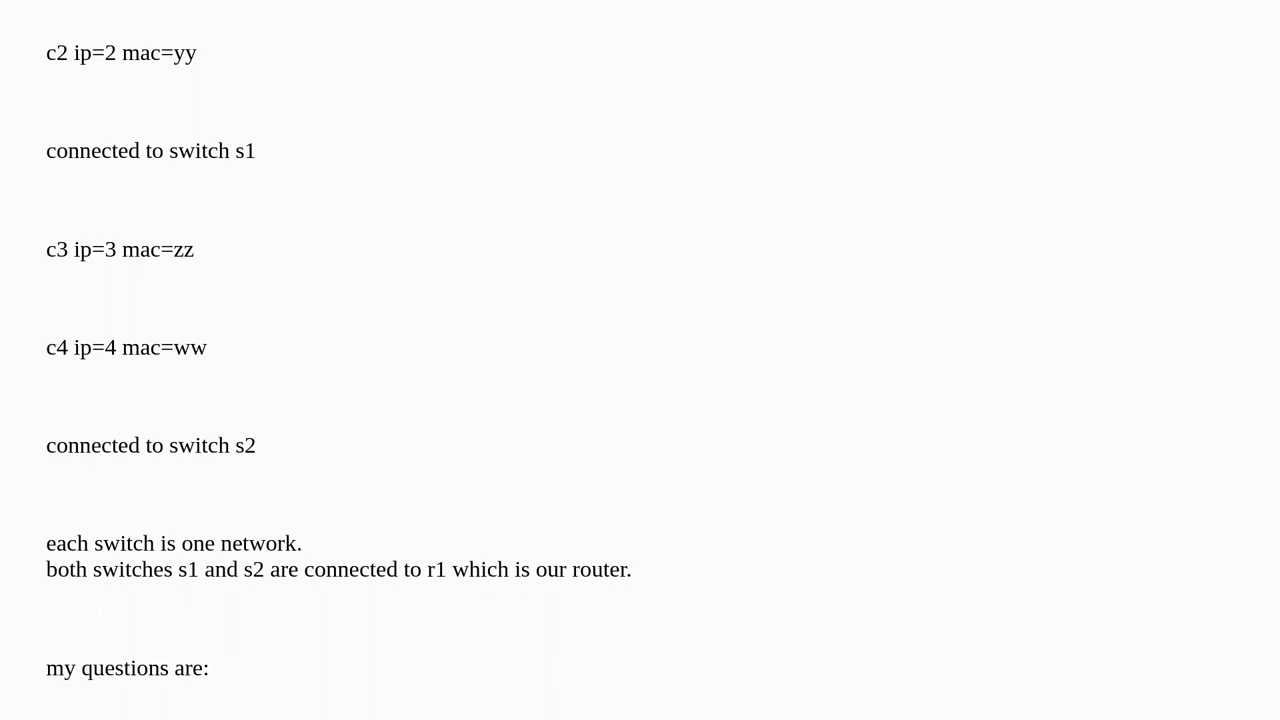 c2 ip=2 mac=yy
connected to switch s1
c3 ip=3 mac=zz
c4 ip=4 mac=ww
connected to switch s2
each switch is one network.
both switches s1 and s2 are connected to r1 which is our router.
my questions are: